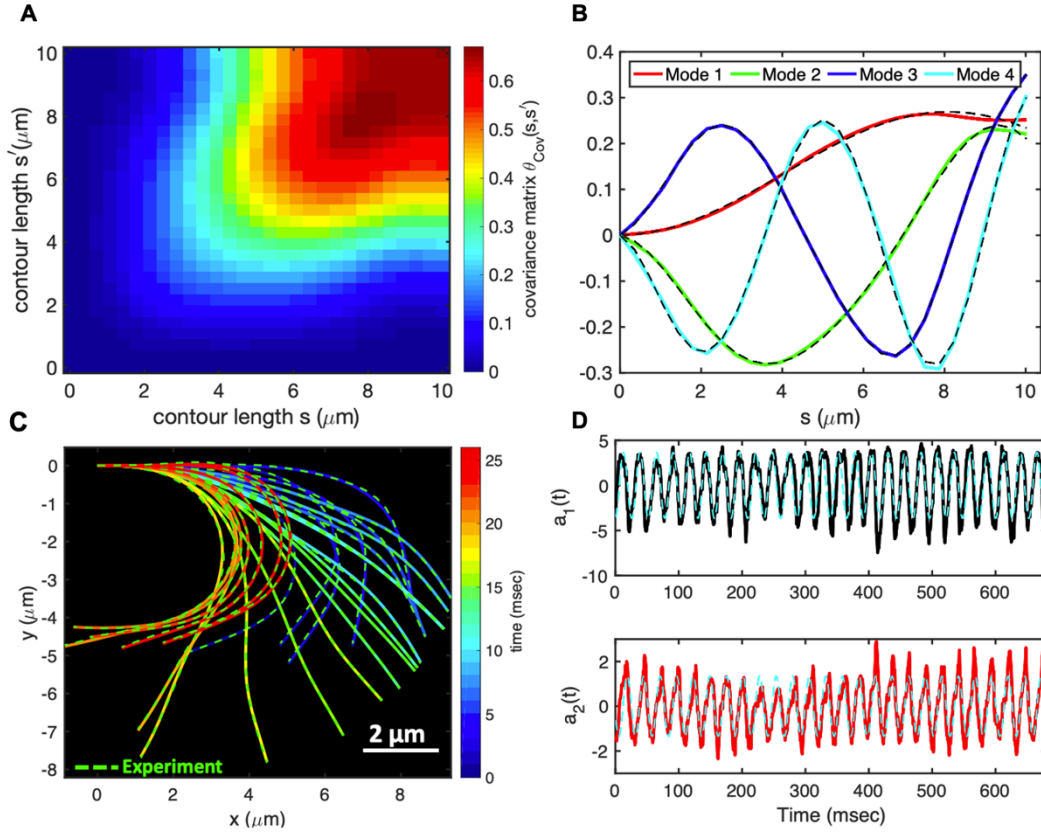 A
10
8
6
4
2
0
0
2
4
6
8
10
contour length s (μm)
contour length s′(μm)
0.6
0.5
0.4
0.3
0.2
0.1
0
covariance matrix θCov(s,s′)
B
Mode 1 Mode 2 Mode 3 Mode 4
0.4
0.3
0.2
0.1
0
-0.1
-0.2
-0.3
0 2 4 6 8 10
s (μm)
C
0
-1
-2
-3
-4
-5
-6
-7
-8
y (μm)
0 2 4 6 8
x (μm)
2 μm
Experiment
25
20
15
10
5
0
time (msec)
D
5
0
-5
-10
a1(t)
0 100 200 300 400 500 600
2
0
-2
a2(t)
0 100 200 300 400 500 600
Time (msec)